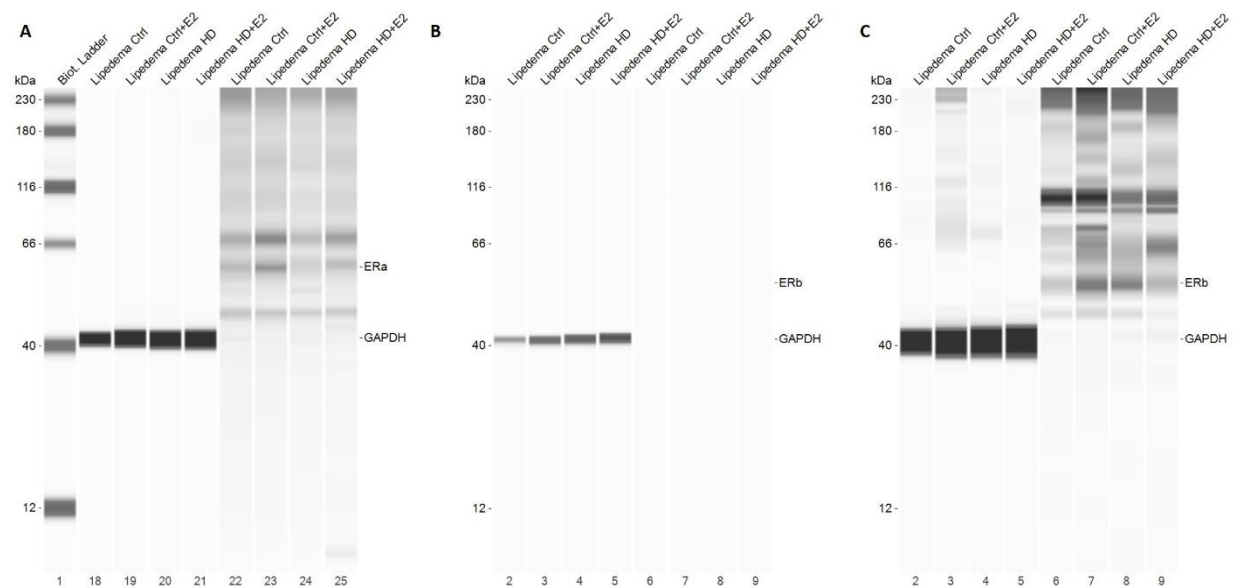 A
kDa
Biot. Ladder
Lipedema Ctrl
Lipedema Ctrl+E2
Lipedema HD
Lipedema HD+E2
Lipedema Ctrl
Lipedema Ctrl+E2
Lipedema HD
Lipedema HD+E2
230 -
180 -
116 -
66 -
40 -
12 -
-ERa
-GAPDH
1 18 19 20 21 22 23 24 25
B
kDa
Lipedema Ctrl
Lipedema Ctrl+E2
Lipedema HD
Lipedema HD+E2
Lipedema Ctrl
Lipedema Ctrl+E2
Lipedema HD
Lipedema HD+E2
230 -
180 -
116 -
66 -
40 -
12 -
-ERb
-GAPDH
2 3 4 5 6 7 8 9
C
kDa
Lipedema Ctrl
Lipedema Ctrl+E2
Lipedema HD
Lipedema HD+E2
Lipedema Ctrl
Lipedema Ctrl+E2
Lipedema HD
Lipedema HD+E2
230 -
180 -
116 -
66 -
40 -
12 -
-ERb
-GAPDH
2 3 4 5 6 7 8 9